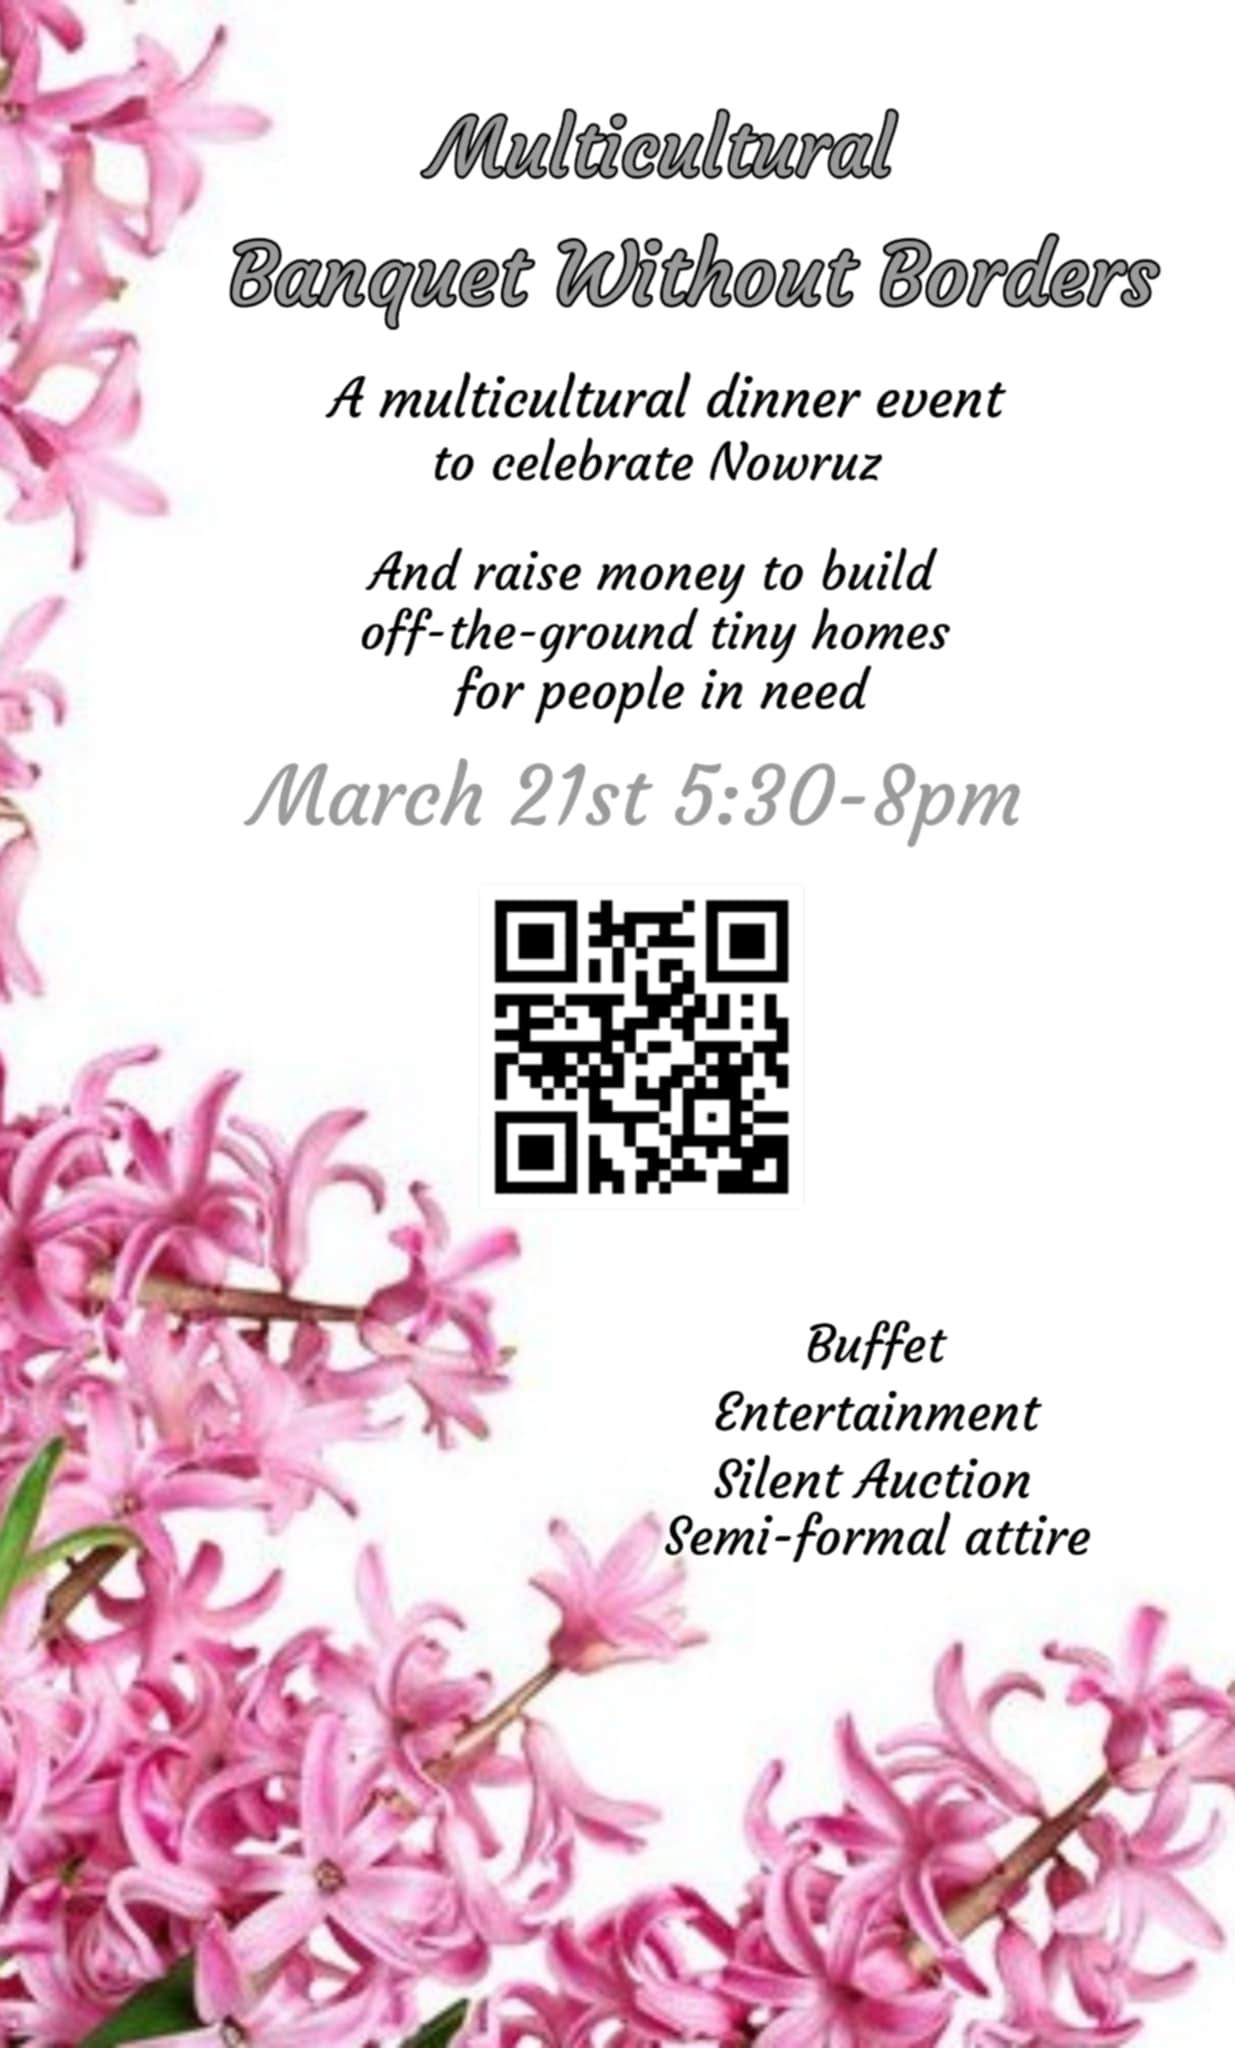 Multicultural
Banquet Without Borders
A multicultural dinner event
to celebrate Nowruz
And raise money to build
off-the-ground tiny homes
for people in need
March 21st 5:30-8pm
Buffet
Entertainment
Silent Auction
Semi-formal attire